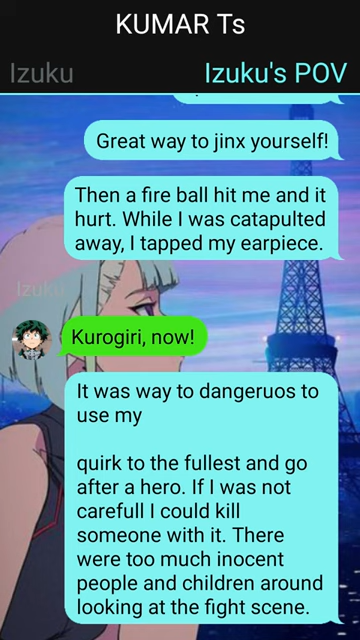 KUMAR Ts
Izuku
Izuku's POV
Great way to jinx yourself!
Then a fire ball hit me and it
hurt. While I was catapulted
away, I tapped my earpiece.
Izuku
Kurogiri, now!
It was way to dangeruos to
use my
quirk to the fullest and go
after a hero. If I was not
carefull I could kill
someone with it. There
were too much inocent
people and children around
looking at the fight scene.